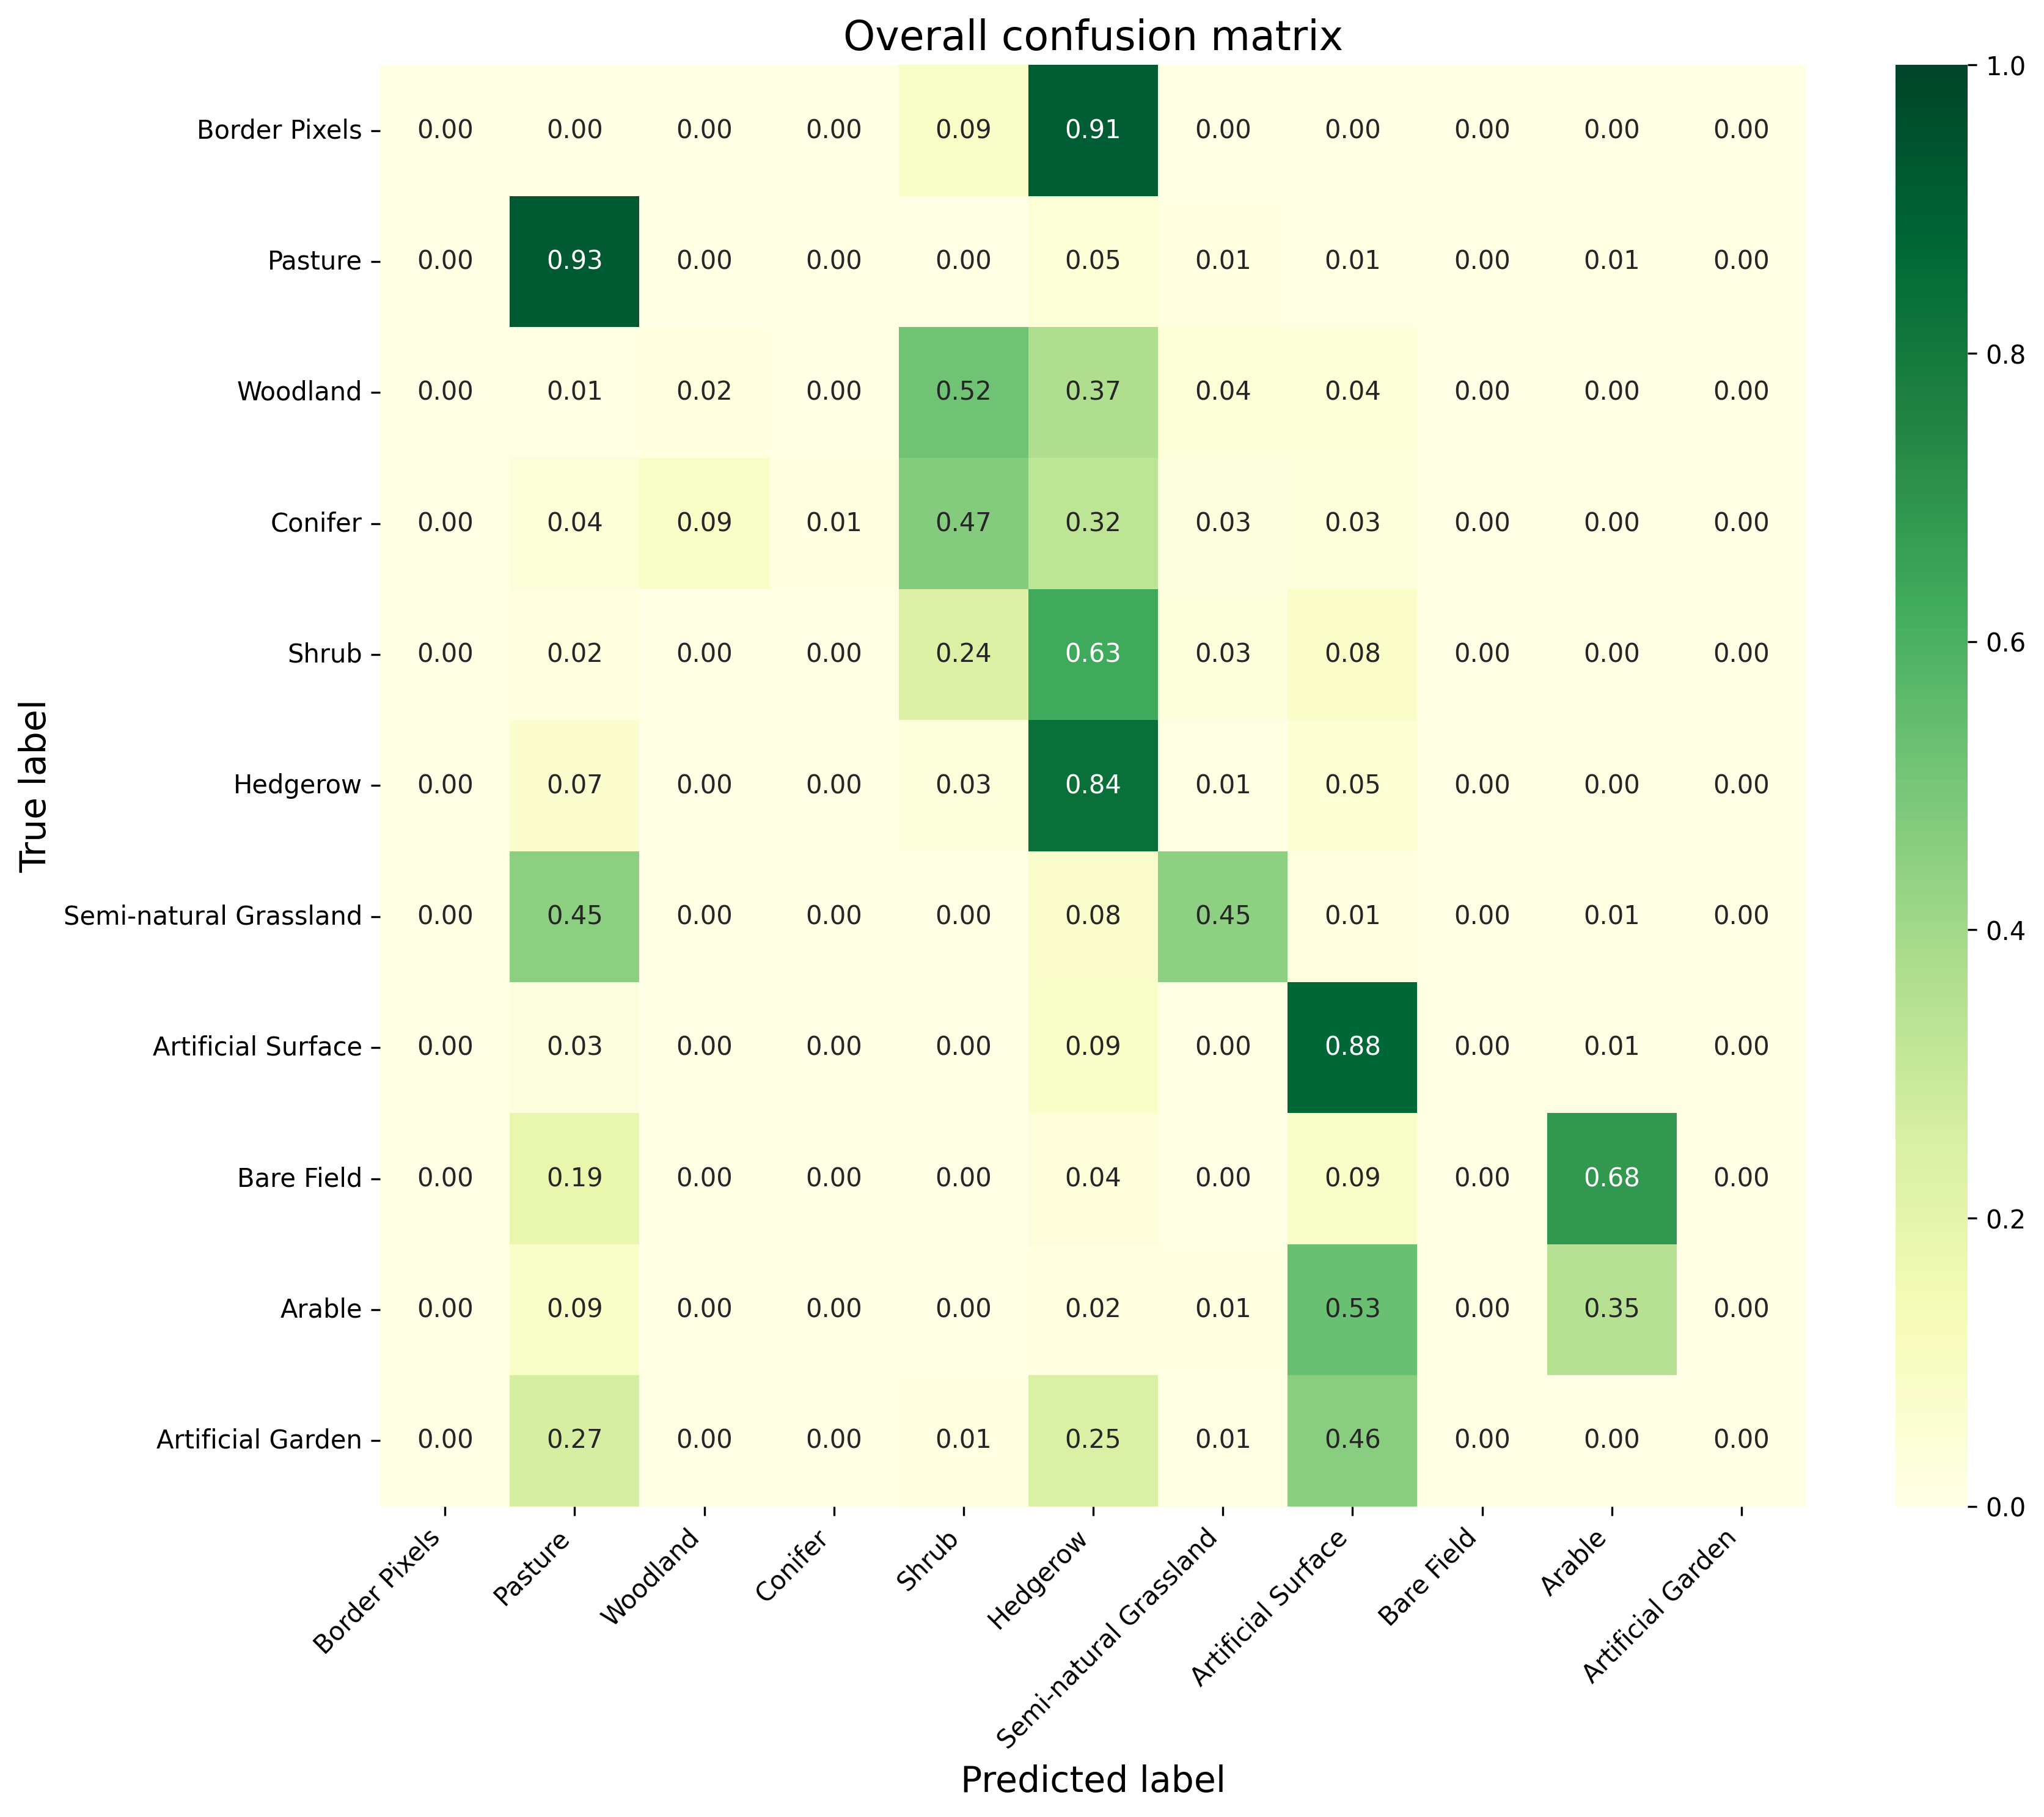 Overall confusion matrix
True label
Border Pixels 0.00 0.00 0.00 0.00 0.09 0.91 0.00 0.00 0.00 0.00 0.00
Pasture 0.00 0.93 0.00 0.00 0.00 0.05 0.01 0.01 0.00 0.01 0.00
Woodland 0.00 0.01 0.02 0.00 0.52 0.37 0.04 0.04 0.00 0.00 0.00
Conifer 0.00 0.04 0.09 0.01 0.47 0.32 0.03 0.03 0.00 0.00 0.00
Shrub 0.00 0.02 0.00 0.00 0.24 0.63 0.03 0.08 0.00 0.00 0.00
Hedgerow 0.00 0.07 0.00 0.00 0.03 0.84 0.01 0.05 0.00 0.00 0.00
Semi-natural Grassland 0.00 0.45 0.00 0.00 0.00 0.08 0.45 0.01 0.00 0.01 0.00
Artificial Surface 0.00 0.03 0.00 0.00 0.00 0.09 0.00 0.88 0.00 0.01 0.00
Bare Field 0.00 0.19 0.00 0.00 0.00 0.04 0.00 0.09 0.00 0.68 0.00
Arable 0.00 0.09 0.00 0.00 0.00 0.02 0.01 0.53 0.00 0.35 0.00
Artificial Garden 0.00 0.27 0.00 0.00 0.01 0.25 0.01 0.46 0.00 0.00 0.00
Border Pixels
Pasture
Woodland
Conifer
Shrub
Hedgerow
Semi-natural Grassland
Artificial Surface
Bare Field
Arable
Artificial Garden
Predicted label
1.0
0.8
0.6
0.4
0.2
0.0